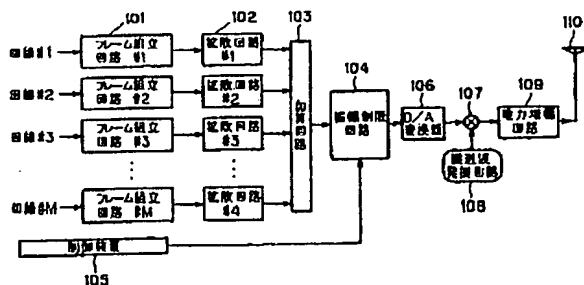 101 102 103
回線#1 フレーム組立回路 #1 拡散回路 #1
回線#2 フレーム組立回路 #2 拡散回路 #2
回線#3 フレーム組立回路 #3 拡散回路 #3
回線#M フレーム組立回路 #M 拡散回路 #4
加算回路
104
振幅制限回路
106
D/A変換器
107
搬送波発信回路
108
109
電力増幅回路
110
制御装置
105